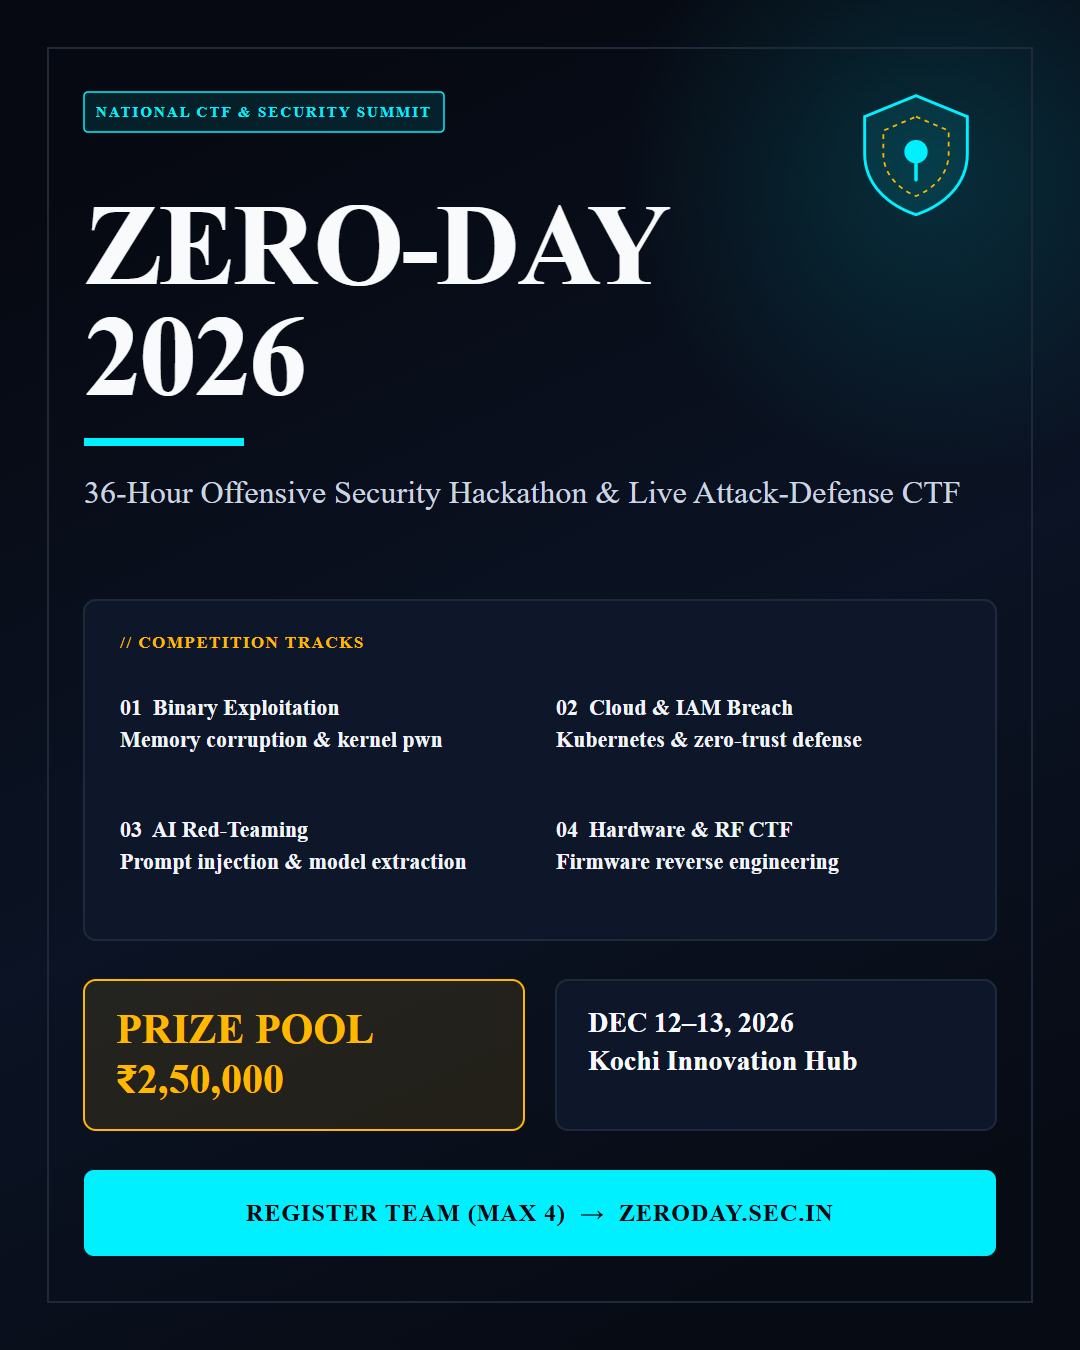 NATIONAL CTF & SECURITY SUMMIT
ZERO-DAY
2026
36-Hour Offensive Security Hackathon & Live Attack-Defense CTF
// COMPETITION TRACKS
01 Binary Exploitation
Memory corruption & kernel pwn
02 Cloud & IAM Breach
Kubernetes & zero-trust defense
03 AI Red-Teaming
Prompt injection & model extraction
04 Hardware & RF CTF
Firmware reverse engineering
PRIZE POOL
₹2,50,000
DEC 12–13, 2026
Kochi Innovation Hub
REGISTER TEAM (MAX 4) → ZERODAY.SEC.IN